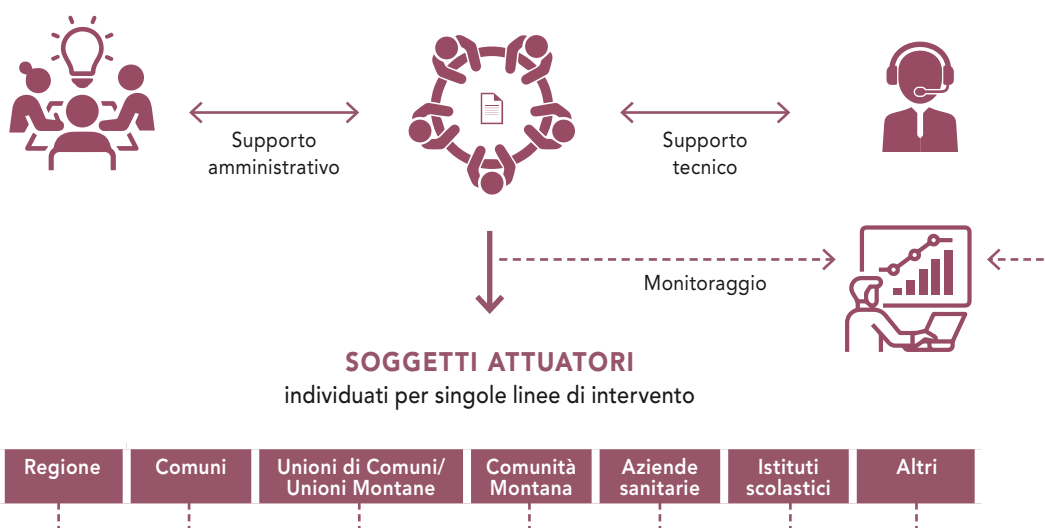 Supporto
amministrativo
Supporto
tecnico
Monitoraggio
SOGGETTI ATTUATORI
individuati per singole linee di intervento
Regione
Comuni
Unioni di Comuni/
Unioni Montane
Comunità
Montana
Aziende
sanitarie
Istituti
scolastici
Altri